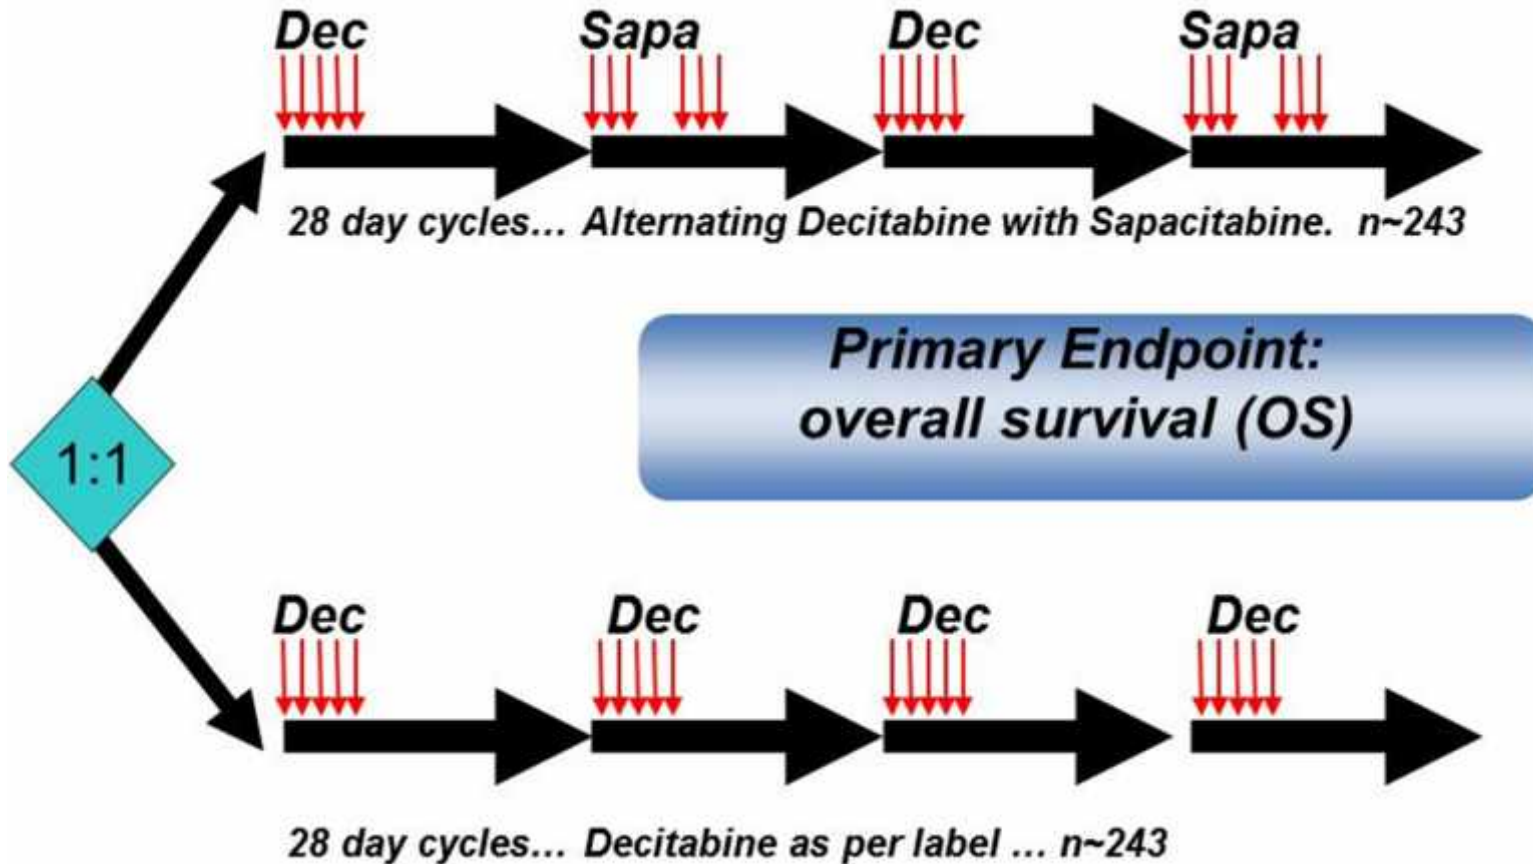 Dec Sapa Dec Sapa
28 day cycles... Alternating Decitabine with Sapacitabine. n~243
Primary Endpoint:
overall survival (OS)
1:1
Dec Dec Dec Dec
28 day cycles... Decitabine as per label ... n~243